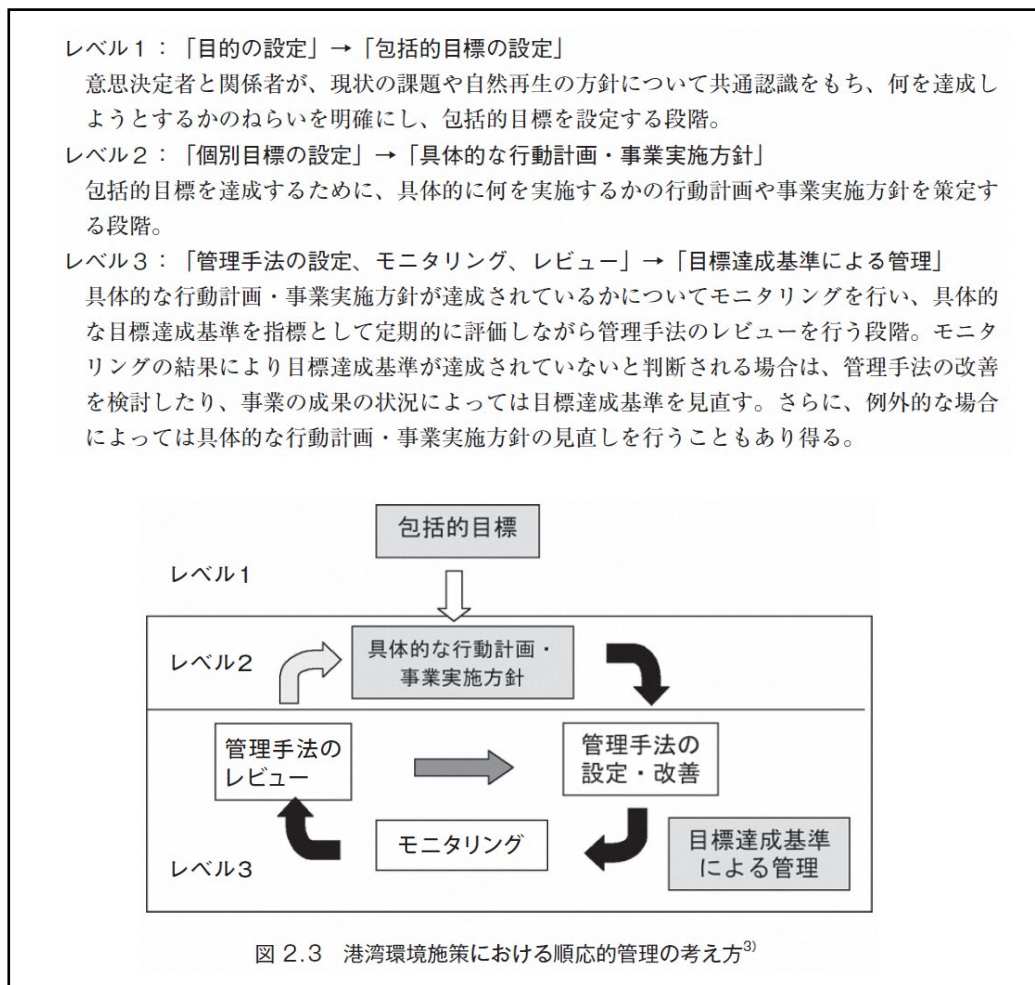 レベル1：「目的の設定」→「包括的目標の設定」
意思決定者と関係者が、現状の課題や自然再生の方針について共通認識をもち、何を達成し
ようとするかのねらいを明確にし、包括的目標を設定する段階。
レベル2：「個別目標の設定」→「具体的な行動計画・事業実施方針」
包括的目標を達成するために、具体的に何を実施するかの行動計画や事業実施方針を策定す
る段階。
レベル3：「管理手法の設定、モニタリング、レビュー」→「目標達成基準による管理」
具体的な行動計画・事業実施方針が達成されているかについてモニタリングを行い、具体的
な目標達成基準を指標として定期的に評価しながら管理手法のレビューを行う段階。モニタ
リングの結果により目標達成基準が達成されていないと判断される場合は、管理手法の改善
を検討したり、事業の成果の状況によっては目標達成基準を見直す。さらに、例外的な場合
によっては具体的な行動計画・事業実施方針の見直しを行うこともあり得る。
包括的目標
レベル1
レベル2
具体的な行動計画・
事業実施方針
管理手法の
レビュー
管理手法の
設定・改善
モニタリング
目標達成基準
による管理
レベル3
図 2.3 港湾環境施策における順応的管理の考え方3)